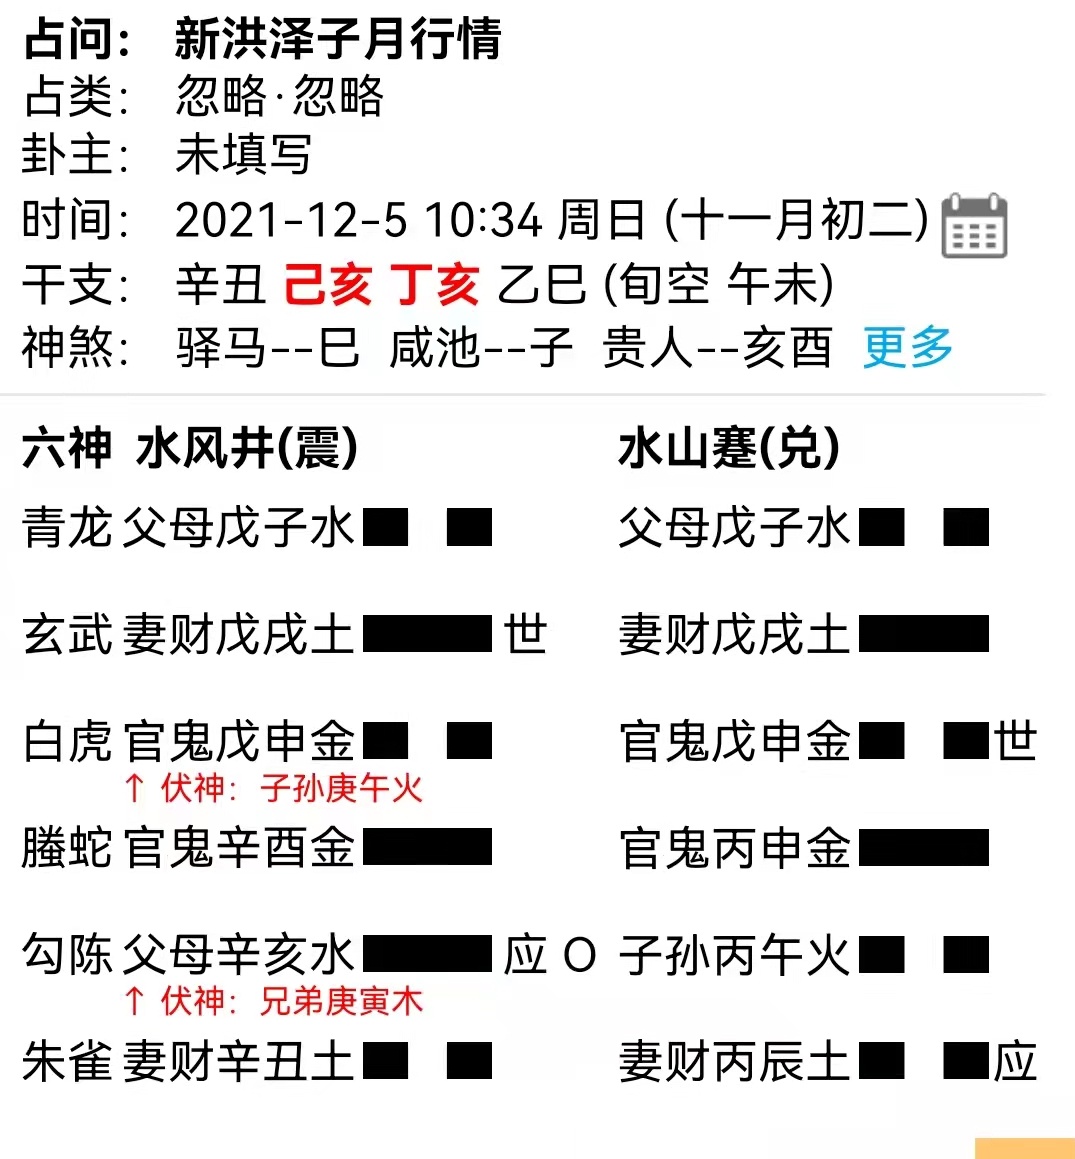 占问： 新洪泽子月行情
占类： 忽略·忽略
卦主： 未填写
时间： 2021-12-5 10:34 周日 (十一月初二)
干支： 辛丑 己亥 丁亥 乙巳 (旬空 午未)
神煞： 驿马--巳 咸池--子 贵人--亥酉 更多
六神 水风井(震) 水山蹇(兑)
青龙 父母戊子水 父母戊子水
玄武 妻财戊戌土 世 妻财戊戌土
白虎 官鬼戊申金 官鬼戊申金 世
↑ 伏神：子孙庚午火
螣蛇 官鬼辛酉金 官鬼丙申金
勾陈 父母辛亥水 应 O 子孙丙午火
↑ 伏神：兄弟庚寅木
朱雀 妻财辛丑土 妻财丙辰土 应